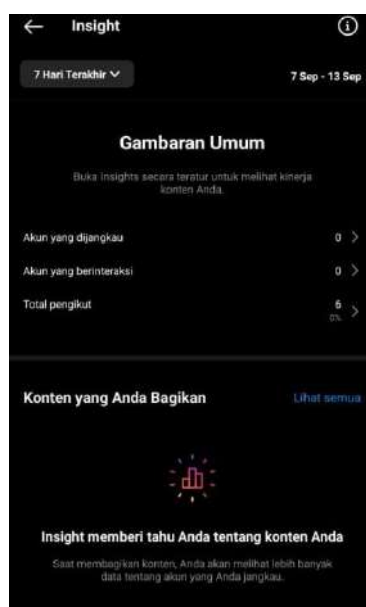 Insight
7 Hari Terakhir
7 Sep - 13 Sep
Gambaran Umum
Buka Insights secara teratur untuk melihat kinerja
konten Anda.
Akun yang dijangkau 0
Akun yang berinteraksi 0
Total pengikut 6
0%
Konten yang Anda Bagikan Lihat semua
Insight memberi tahu Anda tentang konten Anda
Saat membagikan konten, Anda akan melihat lebih banyak
data tentang akun yang Anda jangkau.